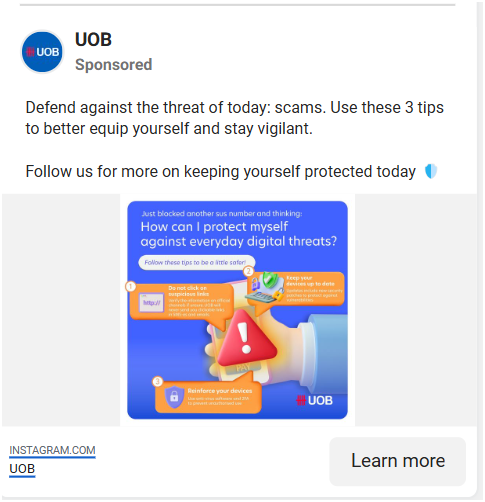 UOB
UOB
Sponsored
Defend against the threat of today: scams. Use these 3 tips
to better equip yourself and stay vigilant.
Follow us for more on keeping yourself protected today
Just blocked another sus number and thinking:
How can I protect myself
against everyday digital threats?
Follow these tips to be a little safer!
1
Do not click on
suspicious links
http://
2
Keep your
devices up to date
3
Reinforce your devices
UOB
INSTAGRAM.COM
UOB
Learn more